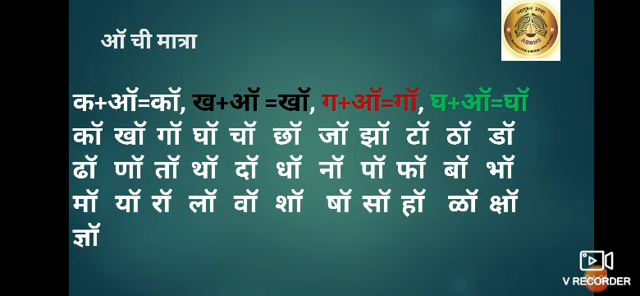 ऑ ची मात्रा
क+ऑ=कॉ, ख+ऑ =खॉ, ग+ऑ=गॉ, घ+ऑ=घॉ
कॉ खॉ गॉ घॉ चॉ छॉ जॉ झॉ टॉ ठॉ डॉ
ढॉ णॉ तॉ थॉ दॉ धॉ नॉ पॉ फॉ बॉ भॉ
मॉ यॉ रॉ लॉ वॉ शॉ षॉ सॉ हॉ ळॉ क्षॉ
ज्ञॉ
V RECORDER